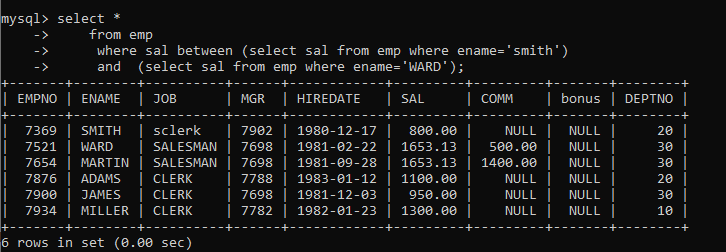 mysql> select *
    ->     from emp
    ->      where sal between (select sal from emp where ename='smith')
    ->      and  (select sal from emp where ename='WARD');
+-------+--------+----------+------+------------+---------+---------+-------+--------+
| EMPNO | ENAME  | JOB      | MGR  | HIREDATE   | SAL     | COMM    | bonus | DEPTNO |
+-------+--------+----------+------+------------+---------+---------+-------+--------+
|  7369 | SMITH  | sclerk   | 7902 | 1980-12-17 |  800.00 |    NULL |  NULL |     20 |
|  7521 | WARD   | SALESMAN | 7698 | 1981-02-22 | 1653.13 |  500.00 |  NULL |     30 |
|  7654 | MARTIN | SALESMAN | 7698 | 1981-09-28 | 1653.13 | 1400.00 |  NULL |     30 |
|  7876 | ADAMS  | CLERK    | 7788 | 1983-01-12 | 1100.00 |    NULL |  NULL |     20 |
|  7900 | JAMES  | CLERK    | 7698 | 1981-12-03 |  950.00 |    NULL |  NULL |     30 |
|  7934 | MILLER | CLERK    | 7782 | 1982-01-23 | 1300.00 |    NULL |  NULL |     10 |
+-------+--------+----------+------+------------+---------+---------+-------+--------+
6 rows in set (0.00 sec)